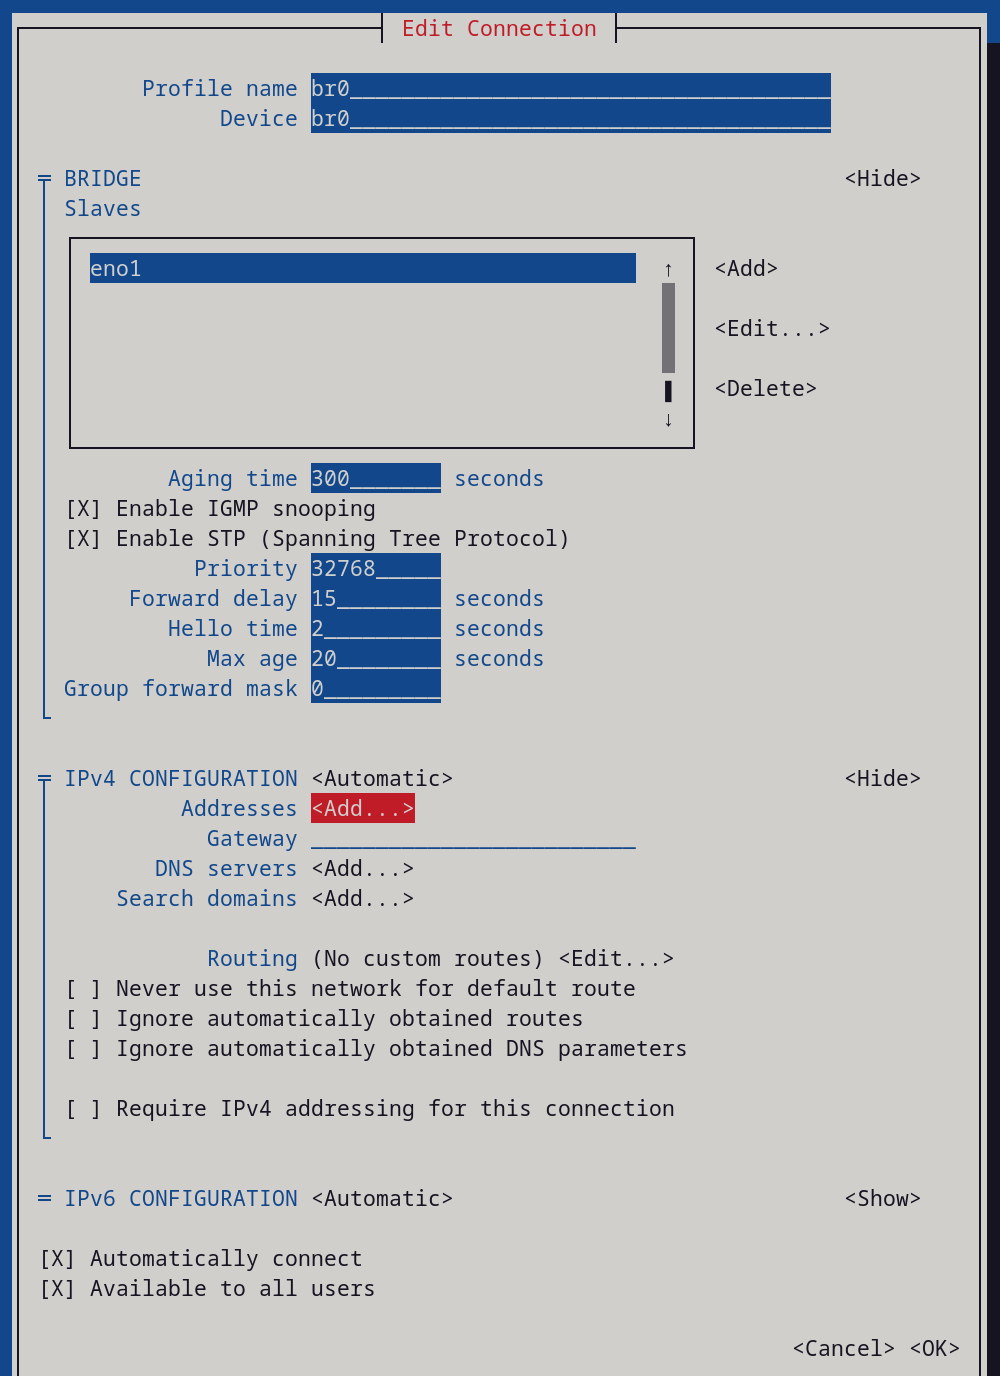 Edit Connection
Profile name br0
Device br0
BRIDGE <Hide>
Slaves
eno1 ↑ <Add>
<Edit...>
<Delete>
↓
Aging time 300 seconds
[X] Enable IGMP snooping
[X] Enable STP (Spanning Tree Protocol)
Priority 32768
Forward delay 15 seconds
Hello time 2 seconds
Max age 20 seconds
Group forward mask 0
IPv4 CONFIGURATION <Automatic> <Hide>
Addresses <Add...>
Gateway
DNS servers <Add...>
Search domains <Add...>
Routing (No custom routes) <Edit...>
[ ] Never use this network for default route
[ ] Ignore automatically obtained routes
[ ] Ignore automatically obtained DNS parameters
[ ] Require IPv4 addressing for this connection
IPv6 CONFIGURATION <Automatic> <Show>
[X] Automatically connect
[X] Available to all users
<Cancel> <OK>